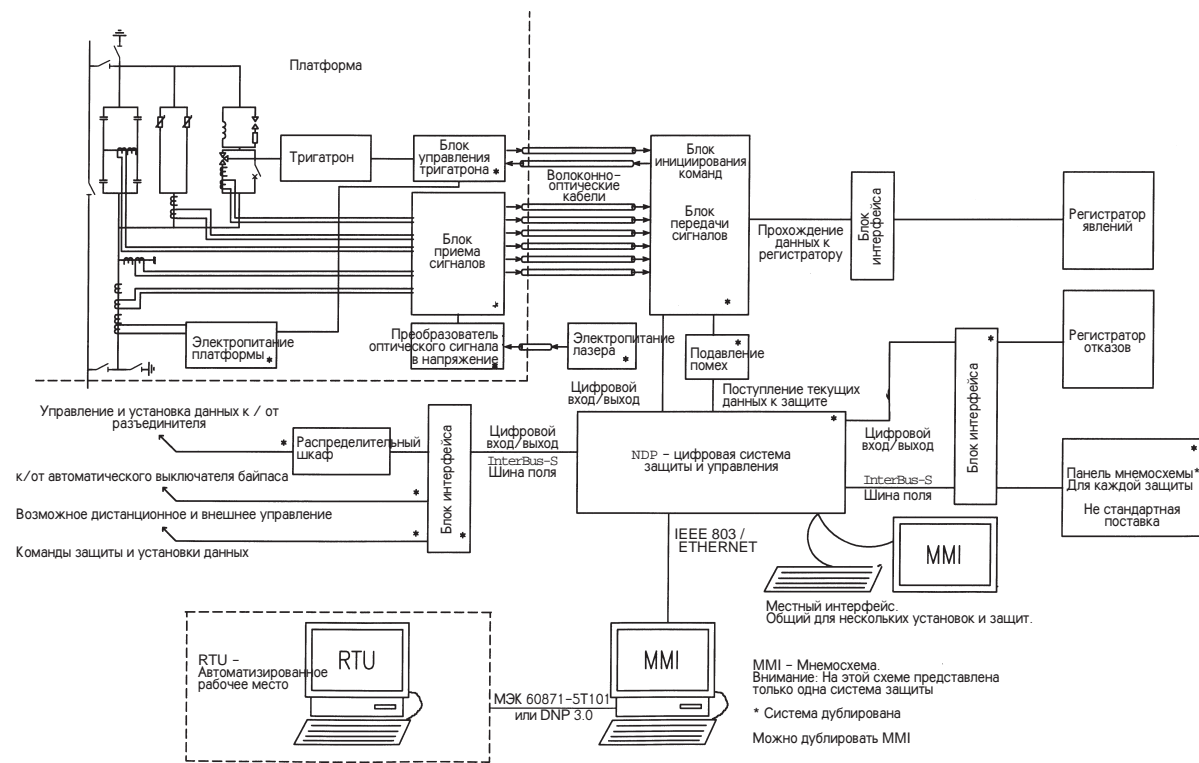 Платформа
Тригатрон
Блок
управления
тригатрона *
Волоконно-
оптические
кабели
Блок
инициирования
команд
Блок
передачи
сигналов
*
Блок
приема
сигналов
*
Прохождение
данных к
регистратору
Блок
интерфейса
Регистратор
явлений
Электропитание
платформы *
Преобразователь
оптического сигнала
в напряжение
*
Электропитание
лазера *
*
Подавление
помех
Регистратор
отказов
Цифровой
вход/выход
Поступление текущих
данных к защите
Управление и установка данных к / от
разъединителя
* Распределительный
шкаф
Блок интерфейса
*
Цифровой
вход/выход
InterBus-S
Шина поля
*
NDP – цифровая система
защиты и управления
Цифровой
вход/выход
InterBus-S
Шина поля
*
Блок интерфейса
*
Панель мнемосхемы*
Для каждой защиты
Не стандартная
поставка
к/от автоматического выключателя байпаса
*
Возможное дистанционное и внешнее управление
*
Команды защиты и установки данных
IEEE 803 /
ETHERNET
MMI
Местный интерфейс.
Общий для нескольких установок и защит.
RTU –
Автоматизированное
рабочее место
RTU
МЭК 60871-5T101
или DNP 3.0
MMI
MMI – Мнемосхема.
Внимание: На этой схеме представлена
только одна система защиты
* Система дублирована
Можно дублировать MMI